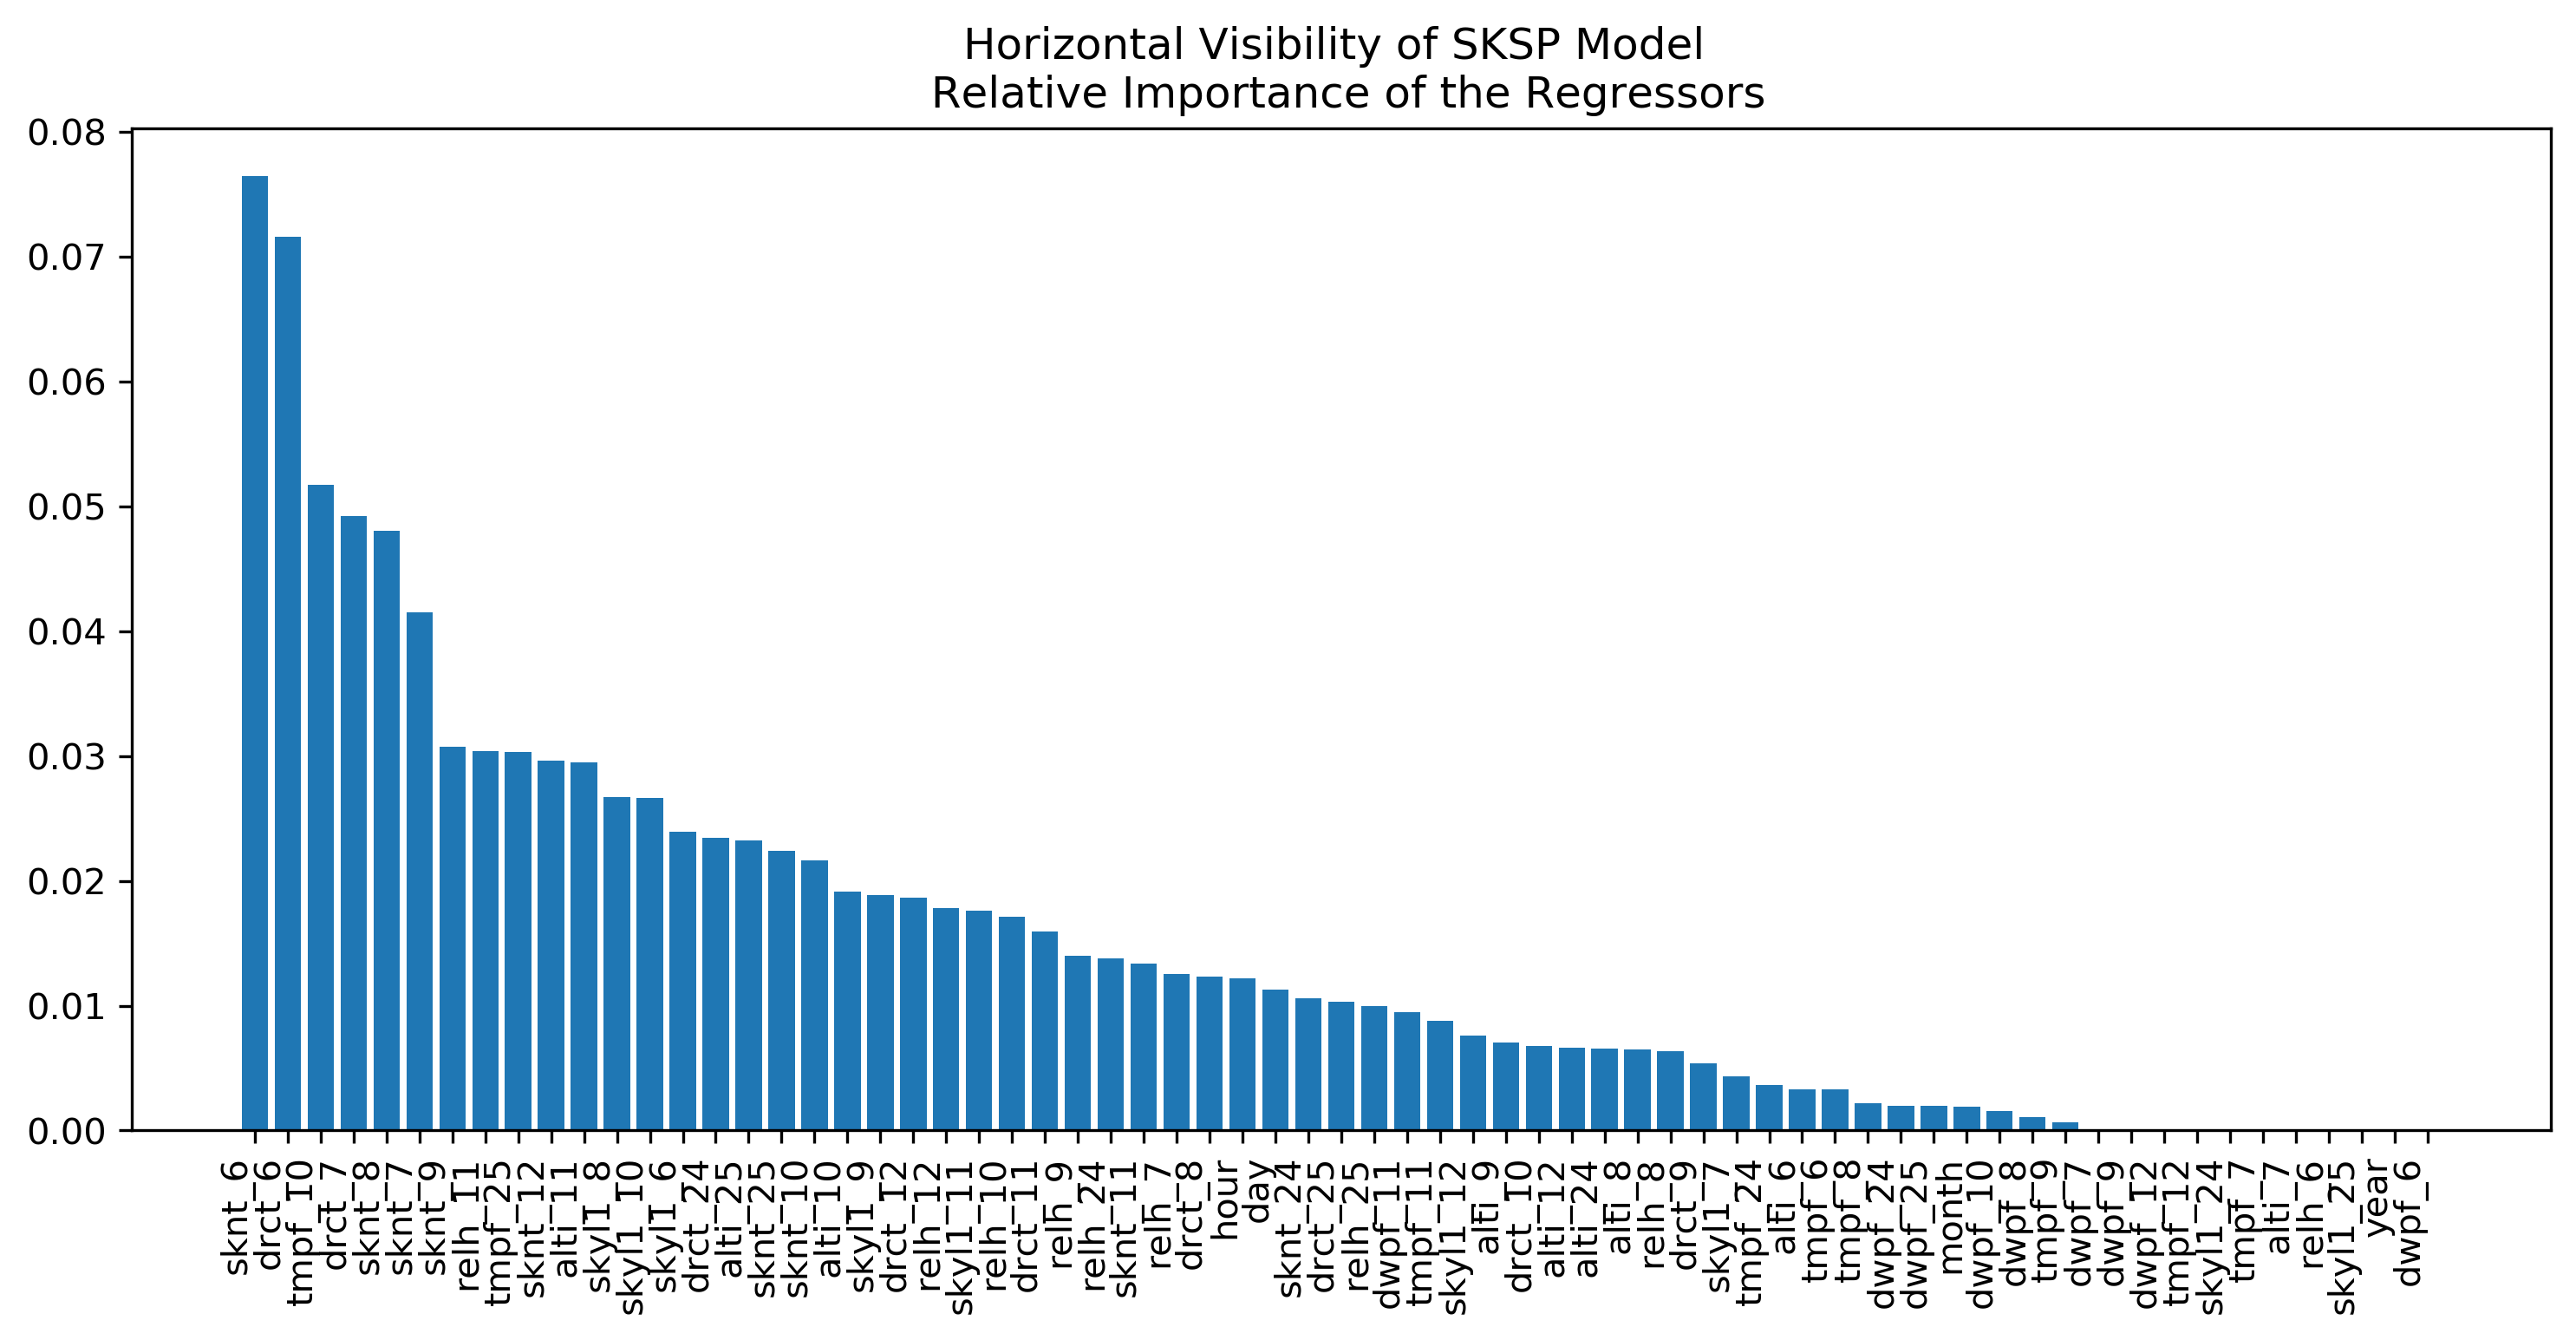 Horizontal Visibility of SKSP Model
Relative Importance of the Regressors
0.08
0.07
0.06
0.05
0.04
0.03
0.02
0.01
0.00
sknt_6
drct_6
tmpf_10
drct_7
sknt_8
sknt_7
sknt_9
relh_11
tmpf_25
sknt_12
alti_11
skyl1_8
skyl1_10
skyl1_6
drct_24
alti_25
sknt_25
sknt_10
alti_10
skyl1_9
drct_12
relh_12
skyl1_11
relh_10
drct_11
relh_9
relh_24
sknt_11
relh_7
drct_8
hour
day
sknt_24
drct_25
relh_25
dwpf_11
tmpf_11
skyl1_12
alti_9
drct_10
alti_12
alti_24
alti_8
relh_8
drct_9
skyl1_7
tmpf_24
alti_6
tmpf_6
tmpf_8
dwpf_24
dwpf_25
month
dwpf_10
dwpf_8
tmpf_9
dwpf_7
dwpf_9
dwpf_12
tmpf_12
skyl1_24
tmpf_7
alti_7
relh_6
skyl1_25
year
dwpf_6